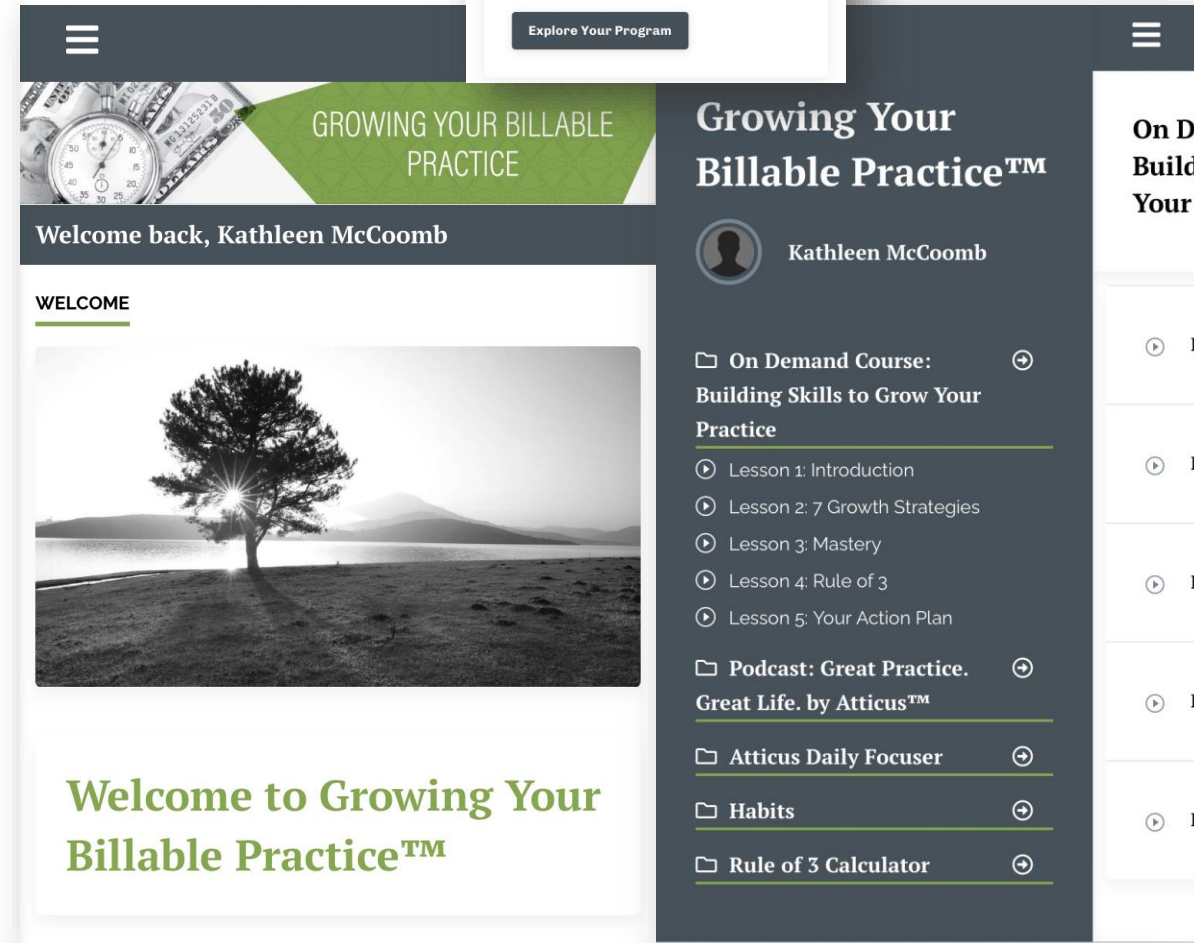 Explore Your Program
GROWING YOUR BILLABLE
PRACTICE
Welcome back, Kathleen McCoomb
WELCOME
Welcome to Growing Your
Billable Practice™
Growing Your
Billable Practice™
Kathleen McCoomb
On Demand Course:
Building Skills to Grow Your
Practice
Lesson 1: Introduction
Lesson 2: 7 Growth Strategies
Lesson 3: Mastery
Lesson 4: Rule of 3
Lesson 5: Your Action Plan
Podcast: Great Practice.
Great Life. by Atticus™
Atticus Daily Focuser
Habits
Rule of 3 Calculator
On
Your